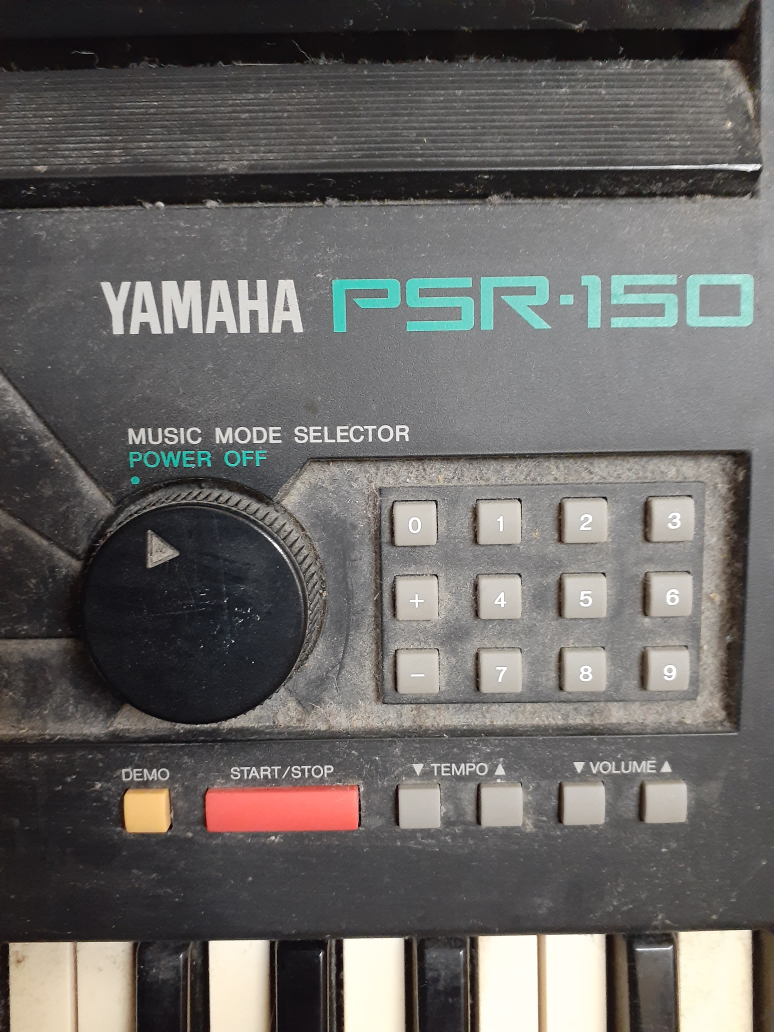 YAMAHA PSR-150
MUSIC MODE SELECTOR
POWER OFF
0 1 2 3
+ 4 5 6
- 7 8 9
DEMO START/STOP ▼ TEMPO ▲ ▼ VOLUME ▲